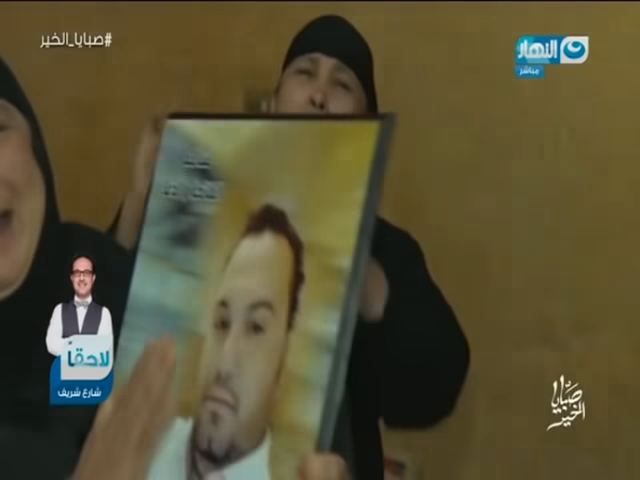 #صبايا_الخير
النهار
مباشر
لاحقاً
شارع شريف
صبايا
الخير